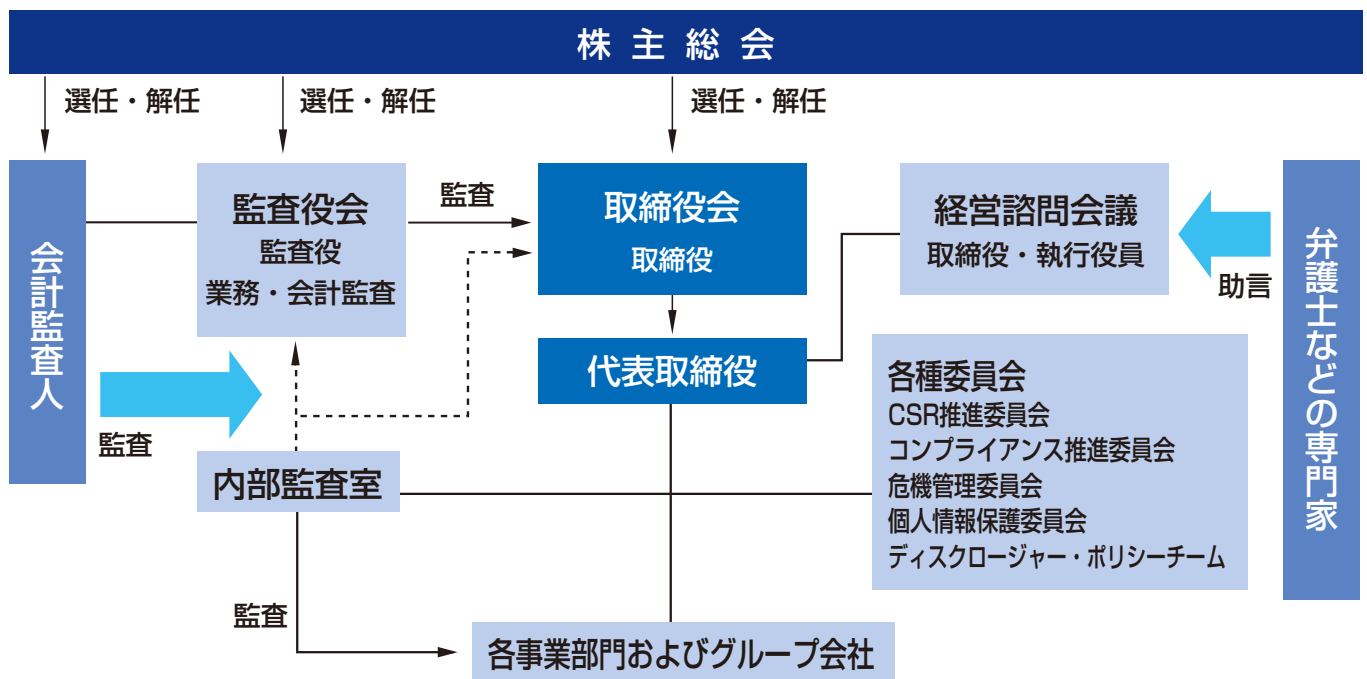 株主総会
選任・解任
選任・解任
選任・解任
会計監査人
監査役会
監査役
業務・会計監査
監査
取締役会
取締役
経営諮問会議
取締役・執行役員
助言
弁護士などの専門家
代表取締役
各種委員会
CSR推進委員会
コンプライアンス推進委員会
危機管理委員会
個人情報保護委員会
ディスクロージャー・ポリシーチーム
監査
内部監査室
監査
各事業部門およびグループ会社